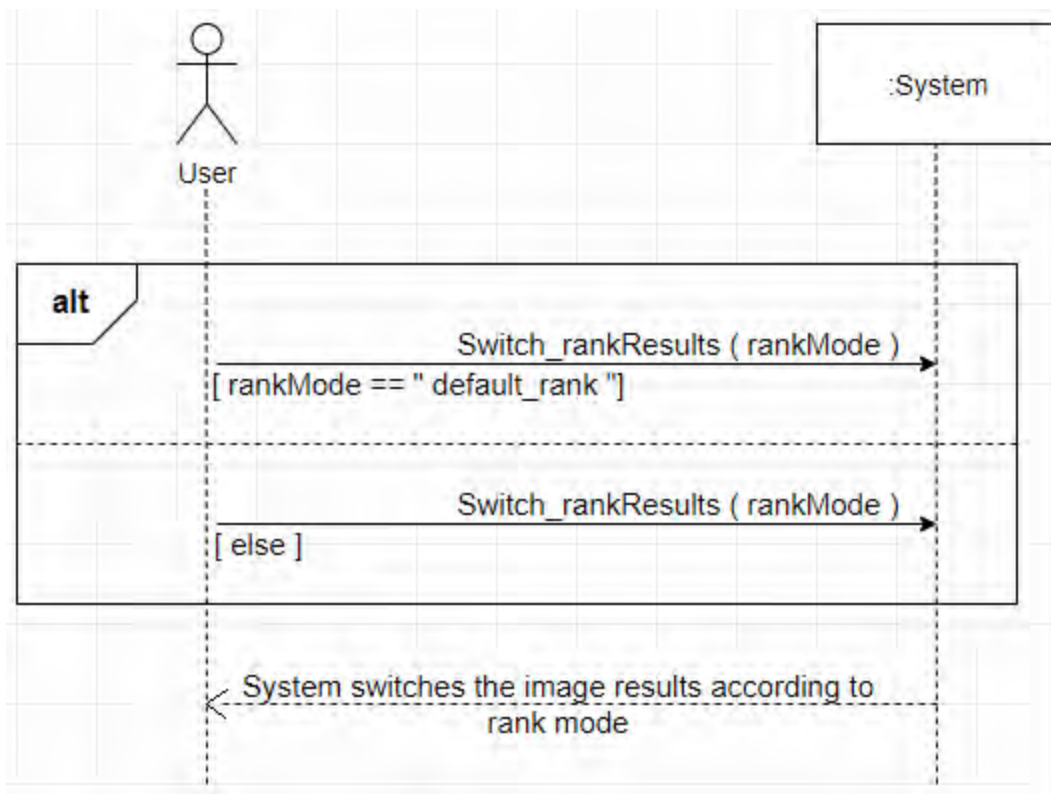 :System
User
alt
Switch_rankResults ( rankMode )
[ rankMode == " default_rank "]
Switch_rankResults ( rankMode )
[ else ]
System switches the image results according to
rank mode